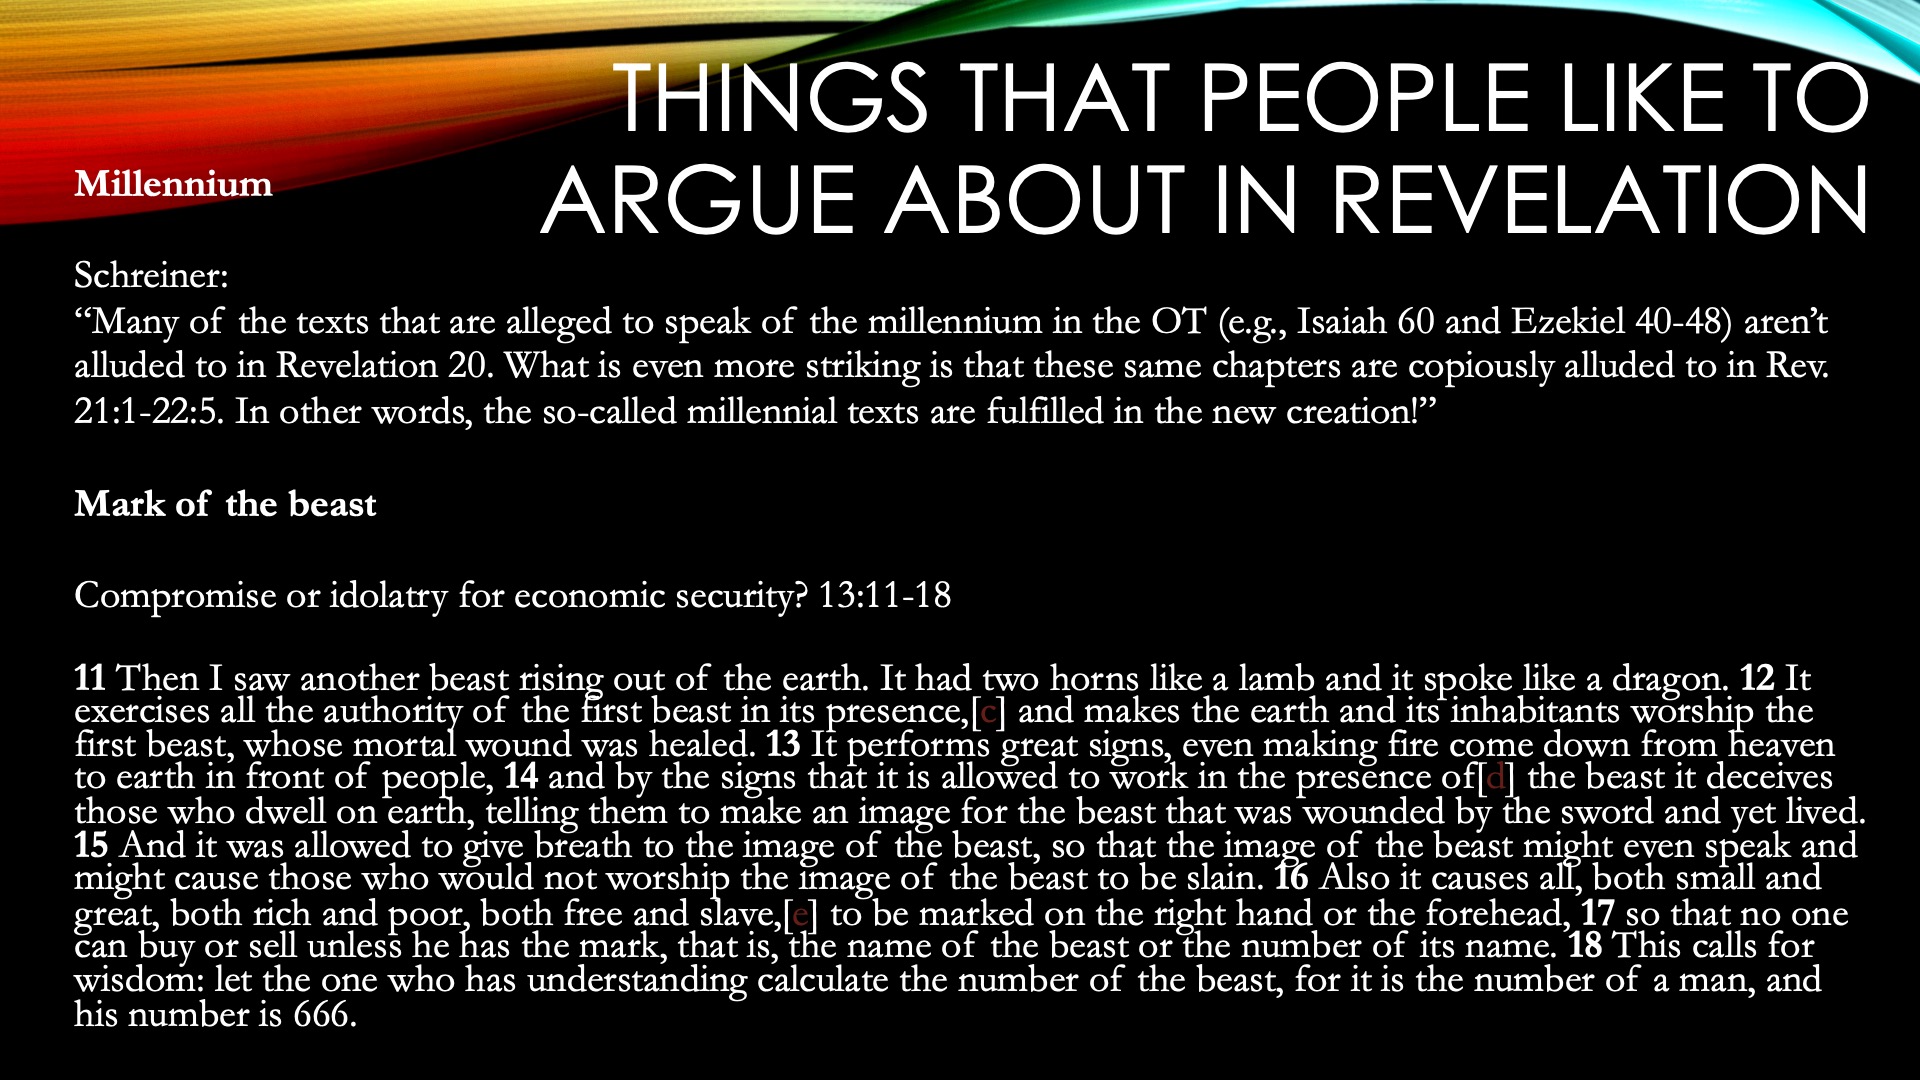 THINGS THAT PEOPLE LIKE TO
ARGUE ABOUT IN REVELATION
Millennium
Schreiner:
“Many of the texts that are alleged to speak of the millennium in the OT (e.g., Isaiah 60 and Ezekiel 40-48) aren’t
alluded to in Revelation 20. What is even more striking is that these same chapters are copiously alluded to in Rev.
21:1-22:5. In other words, the so-called millennial texts are fulfilled in the new creation!”
Mark of the beast
Compromise or idolatry for economic security? 13:11-18
11 Then I saw another beast rising out of the earth. It had two horns like a lamb and it spoke like a dragon. 12 It
exercises all the authority of the first beast in its presence,[c] and makes the earth and its inhabitants worship the
first beast, whose mortal wound was healed. 13 It performs great signs, even making fire come down from heaven
to earth in front of people, 14 and by the signs that it is allowed to work in the presence of[d] the beast it deceives
those who dwell on earth, telling them to make an image for the beast that was wounded by the sword and yet lived.
15 And it was allowed to give breath to the image of the beast, so that the image of the beast might even speak and
might cause those who would not worship the image of the beast to be slain. 16 Also it causes all, both small and
great, both rich and poor, both free and slave,[e] to be marked on the right hand or the forehead, 17 so that no one
can buy or sell unless he has the mark, that is, the name of the beast or the number of its name. 18 This calls for
wisdom: let the one who has understanding calculate the number of the beast, for it is the number of a man, and
his number is 666.